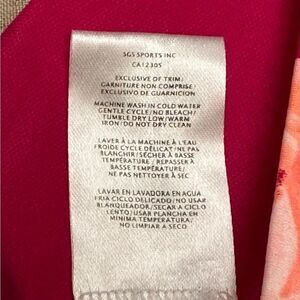 SGS SPORTS INC
CA12305
EXCLUSIVE OF TRIM/
GARNITURE NON COMPRISE/
EXCLUSIVO DE GUARNICION
MACHINE WASH IN COLD WATER
GENTLE CYCLE/NO BLEACH/
TUMBLE DRY LOW/WARM
IRON/DO NOT DRY CLEAN
LAVER À LA MACHINE À L'EAU
FROIDE CYCLE DÉLICAT/NE PAS
BLANCHIR/SÉCHER À BASSE
TEMPÉRATURE/ REPASSER À
BASSE TEMPÉRATURE/
NE PAS NETTOYER À SEC
LAVAR EN LAVADORA EN AGUA
FRIA CICLO DELICADO/NO USAR
BLANQUEADOR/SECAR A CICLO
LENTO/USAR PLANCHA EN
MINIMA TEMPERATURA/
NO LIMPIAR A SECO